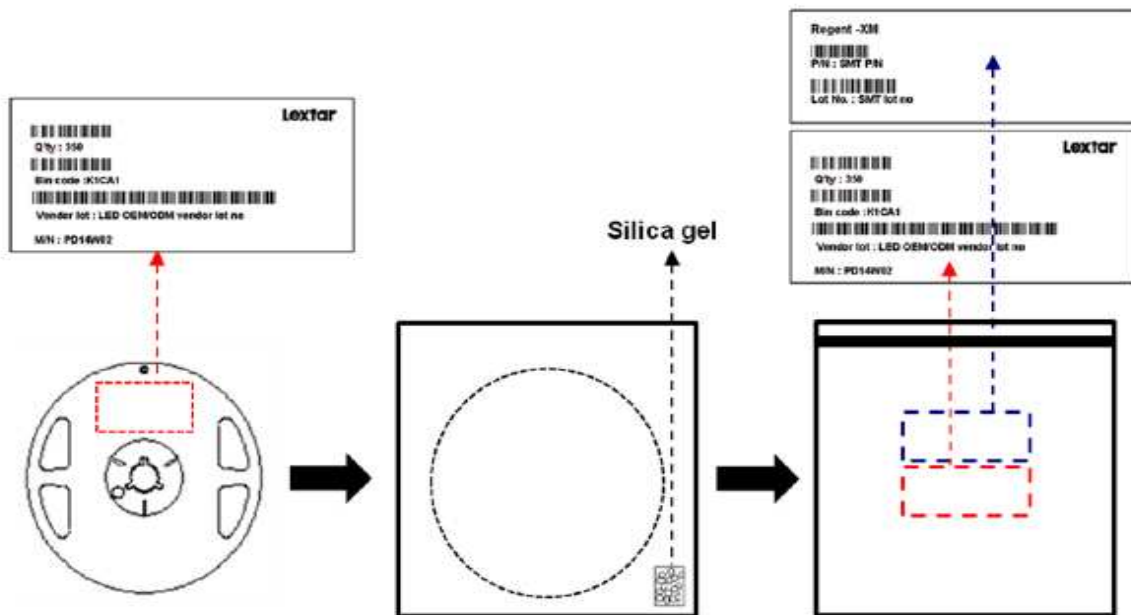 Lextar
Q'ty : 350
Bin code :K1CA1
Vendor lot : LED OEM/ODM vendor lot no
M/N : PD14W02
Silica gel
Regent -XM
P/N : SMT P/N
Lot No. : SMT lot no
Lextar
Q'ty : 350
Bin code :K1CA1
Vendor lot : LED OEM/ODM vendor lot no
M/N : PD14W02